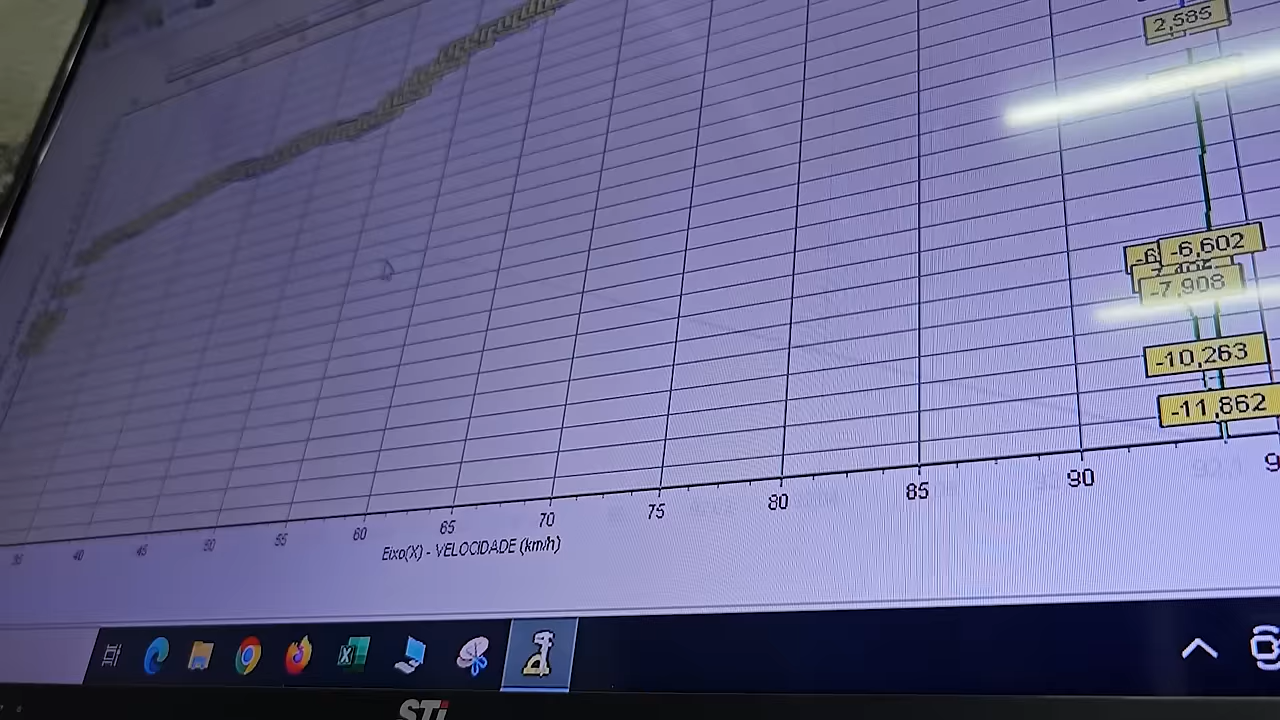 2,585
-6,602
-7,908
-10,263
-11,862
35 40 45 50 55 60 65 70 75 80 85 90
Eixo(X) - VELOCIDADE (km/h)
STi